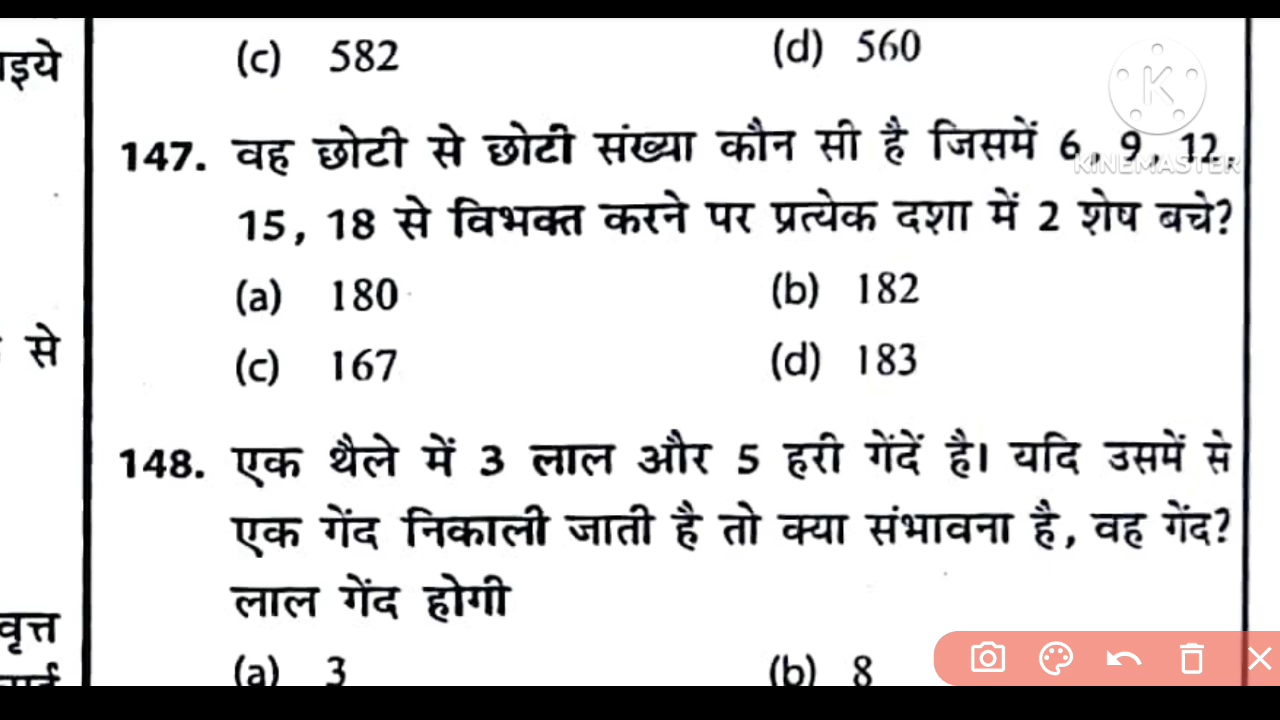 (c) 582 (d) 560
147. वह छोटी से छोटी संख्या कौन सी है जिसमें 6, 9, 12,
15, 18 से विभक्त करने पर प्रत्येक दशा में 2 शेष बचे?
(a) 180 (b) 182
(c) 167 (d) 183
से
148. एक थैले में 3 लाल और 5 हरी गेंदें है। यदि उसमें से
एक गेंद निकाली जाती है तो क्या संभावना है, वह गेंद?
लाल गेंद होगी
वृत्त
(a) 3 (b) 8
K
KINEMASTER